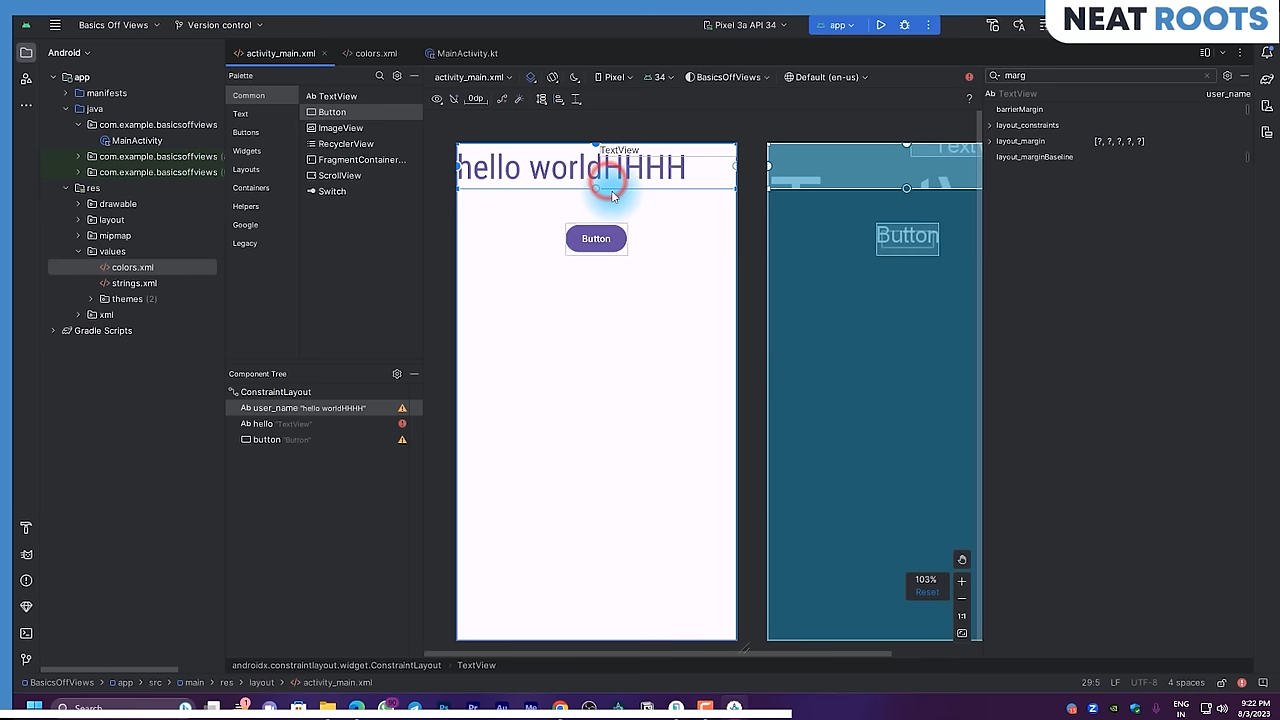 NEAT ROOTS
Basics Off Views
Version control
Pixel 3a API 34
app
Android
activity_main.xml
colors.xml
MainActivity.kt
app
manifests
java
com.example.basicsoffviews
MainActivity
com.example.basicsoffviews
com.example.basicsoffviews
res
drawable
layout
mipmap
values
colors.xml
strings.xml
themes (2)
xml
Gradle Scripts
Palette
Common
Text
Buttons
Widgets
Layouts
Containers
Helpers
Google
Legacy
Ab TextView
Button
ImageView
RecyclerView
FragmentContainer...
ScrollView
Switch
Component Tree
ConstraintLayout
Ab user_name "hello worldHHHH"
Ab hello "TextView"
button "Button"
activity_main.xml
Pixel
34
BasicsOffViews
Default (en-us)
0dp
?
TextView
hello worldHHHH
Button
Button
103%
Reset
1:1
marg
Ab TextView
user_name
barrierMargin
layout_constraints
layout_margin
[?, ?, ?, ?, ?]
layout_marginBaseline
androidx.constraintlayout.widget.ConstraintLayout > TextView
BasicsOffViews > app > src > main > res > layout > activity_main.xml
29:5 LF UTF-8 4 spaces
Search
ENG
IN
9:22 PM
8/3/2023